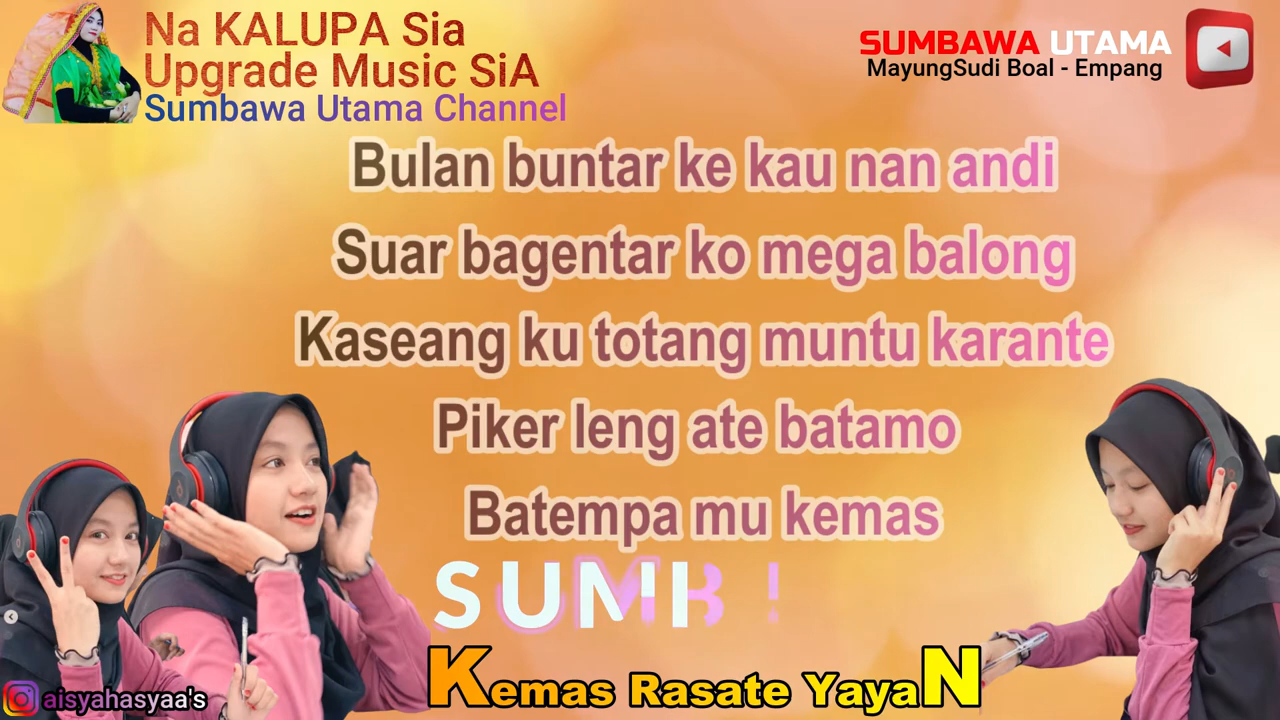 Na KALUPA Sia
Upgrade Music SiA
Sumbawa Utama Channel
SUMBAWA UTAMA
MayungSudi Boal - Empang
Bulan buntar ke kau nan andi
Suar bagentar ko mega balong
Kaseang ku totang muntu karante
Piker leng ate batamo
Batempa mu kemas
SUMB
Kemas Rasate YayaN
aisyahasyaa's